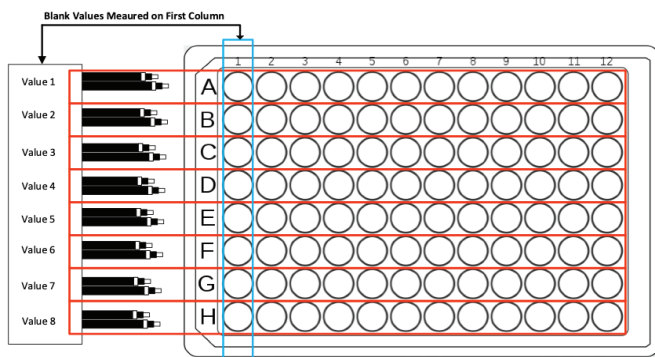 Blank Values Meaured on First Column
1 2 3 4 5 6 7 8 9 10 11 12
Value 1 A
Value 2 B
Value 3 C
Value 4 D
Value 5 E
Value 6 F
Value 7 G
Value 8 H